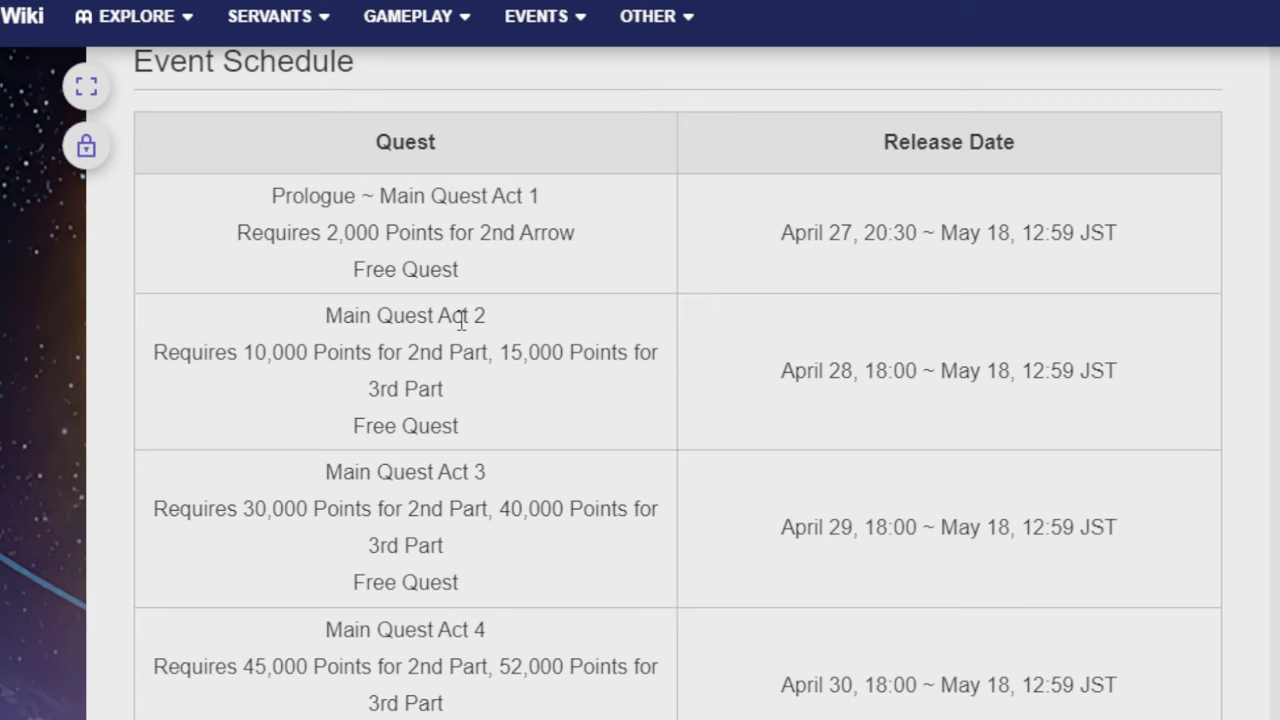 Wiki EXPLORE SERVANTS GAMEPLAY EVENTS OTHER
Event Schedule
Quest Release Date
Prologue ~ Main Quest Act 1
Requires 2,000 Points for 2nd Arrow
Free Quest
April 27, 20:30 ~ May 18, 12:59 JST
Main Quest Act 2
Requires 10,000 Points for 2nd Part, 15,000 Points for
3rd Part
Free Quest
April 28, 18:00 ~ May 18, 12:59 JST
Main Quest Act 3
Requires 30,000 Points for 2nd Part, 40,000 Points for
3rd Part
Free Quest
April 29, 18:00 ~ May 18, 12:59 JST
Main Quest Act 4
Requires 45,000 Points for 2nd Part, 52,000 Points for
3rd Part
April 30, 18:00 ~ May 18, 12:59 JST